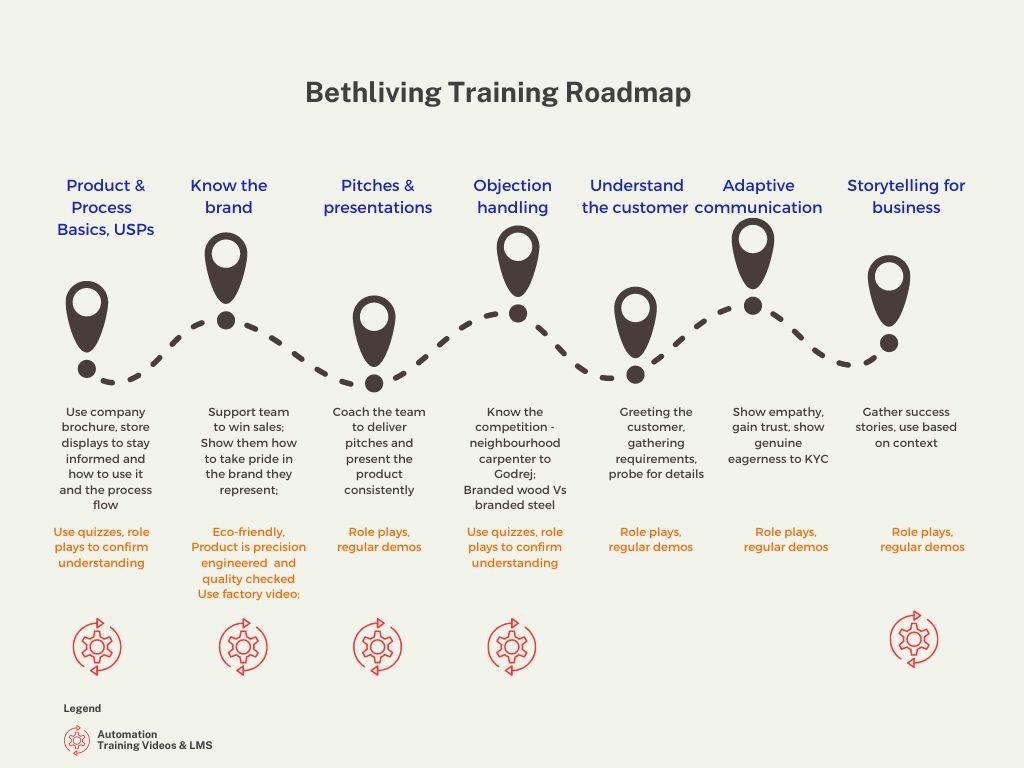 Bethliving Training Roadmap
Product &
Process
Basics, USPs
Know the
brand
Pitches &
presentations
Objection
handling
Understand
the customer
Adaptive
communication
Storytelling for
business
Use company
brochure, store
displays to stay
informed and
how to use it
and the process
flow
Support team
to win sales;
Show them how
to take pride in
the brand they
represent;
Coach the team
to deliver
pitches and
present the
product
consistently
Know the
competition -
neighbourhood
carpenter to
Godrej;
Branded wood Vs
branded steel
Greeting the
customer,
gathering
requirements,
probe for details
Show empathy,
gain trust, show
genuine
eagerness to KYC
Gather success
stories, use based
on context
Use quizzes, role
plays to confirm
understanding
Eco-friendly,
Product is precision
engineered and
quality checked
Use factory video;
Role plays,
regular demos
Use quizzes, role
plays to confirm
understanding
Role plays,
regular demos
Role plays,
regular demos
Role plays,
regular demos
Legend
Automation
Training Videos & LMS